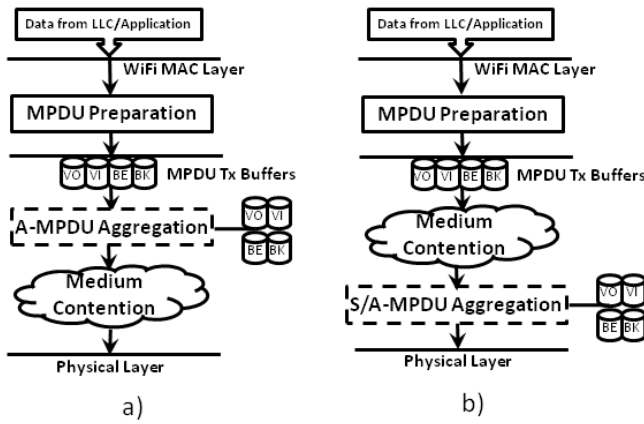 Data from LLC/Application
WiFi MAC Layer
MPDU Preparation
VO VI BE BK
MPDU Tx Buffers
A-MPDU Aggregation
VO VI
BE BK
Medium
Contention
Physical Layer
a)
Data from LLC/Application
WiFi MAC Layer
MPDU Preparation
VO VI BE BK
MPDU Tx Buffers
Medium
Contention
S/A-MPDU Aggregation
VO VI
BE BK
Physical Layer
b)